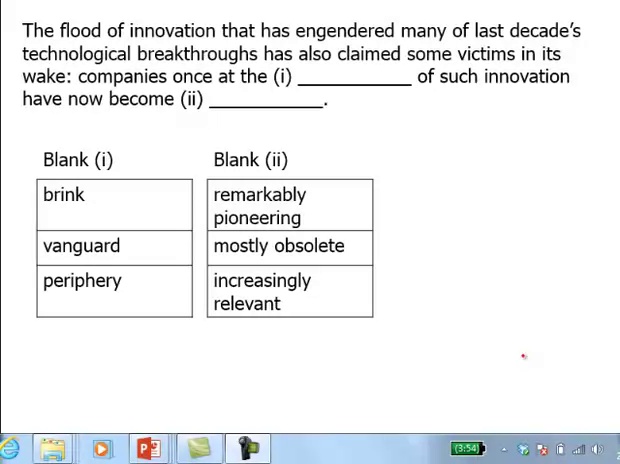 The flood of innovation that has engendered many of last decade's
technological breakthroughs has also claimed some victims in its
wake: companies once at the (i) ____________ of such innovation
have now become (ii) ____________.
Blank (i) Blank (ii)
brink
remarkably
pioneering
vanguard
mostly obsolete
periphery
increasingly
relevant
(3:54)